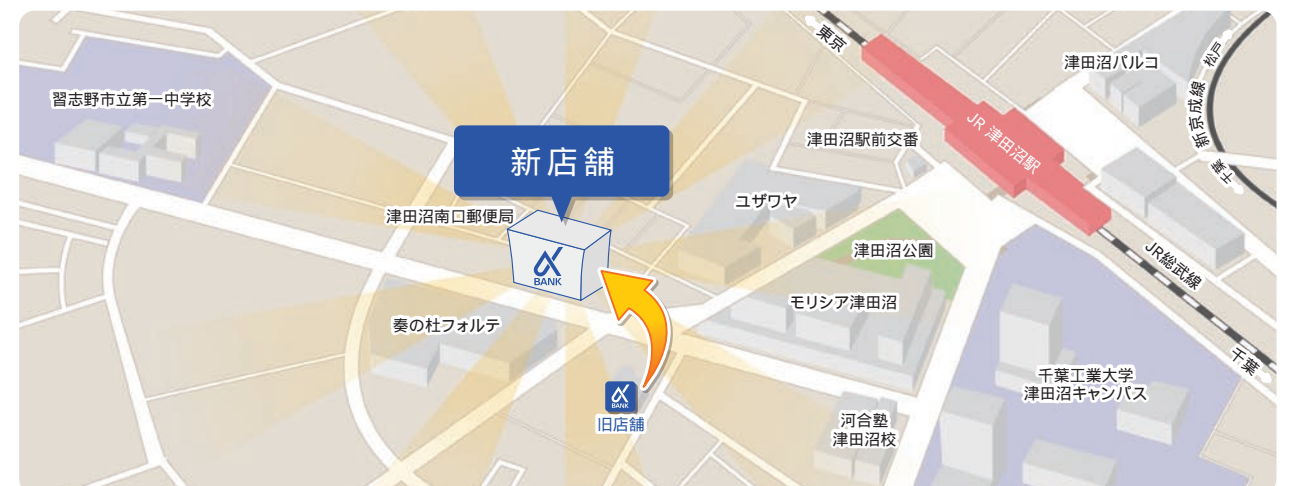 東京
津田沼パルコ
松戸
新京成線
千葉
習志野市立第一中学校
JR 津田沼駅
津田沼駅前交番
新店舗
ユザワヤ
津田沼南口郵便局
津田沼公園
JR総武線
α
BANK
モリシア津田沼
奏の杜フォルテ
千葉
千葉工業大学
津田沼キャンパス
α
BANK
旧店舗
河合塾
津田沼校